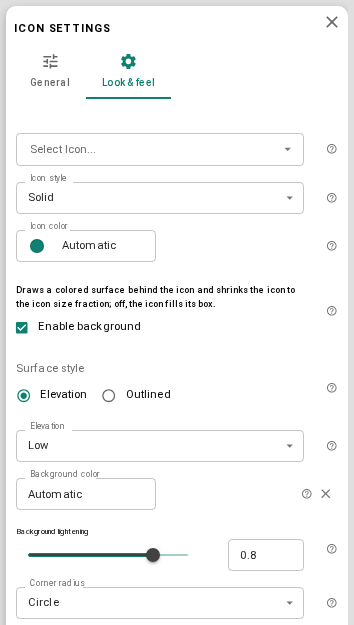 ICON SETTINGS
General
Look & feel
Select Icon...
Icon style
Solid
Icon color
Automatic
Draws a colored surface behind the icon and shrinks the icon to
the icon size fraction; off, the icon fills its box.
Enable background
Surface style
Elevation
Outlined
Elevation
Low
Background color
Automatic
Background lightening
0.8
Corner radius
Circle